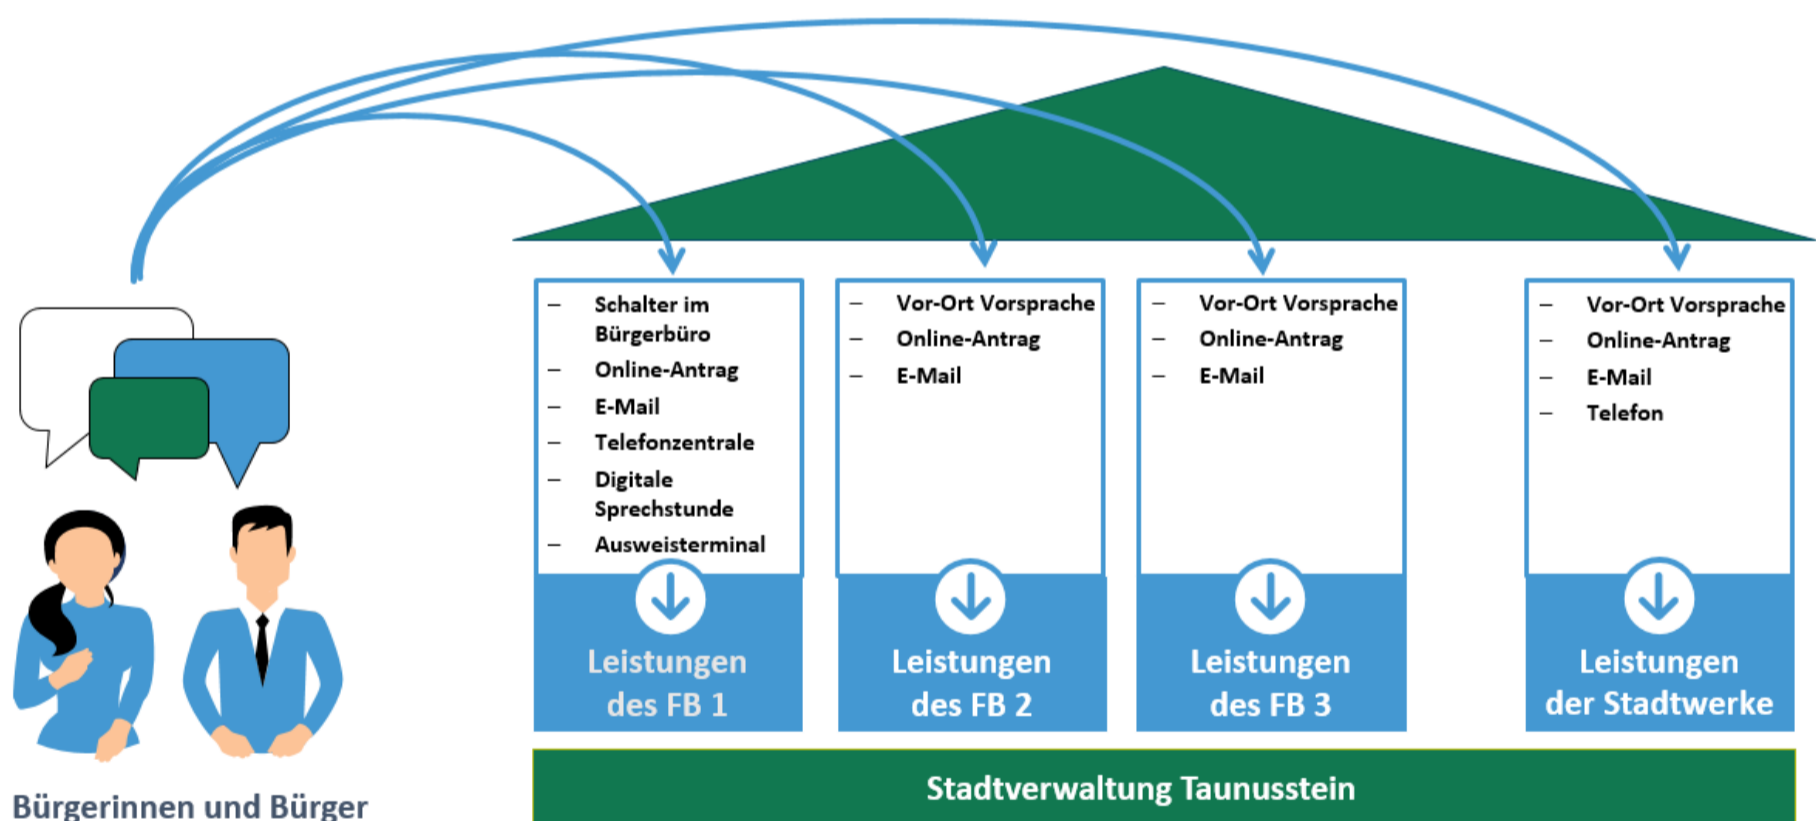 – Schalter im
Bürgerbüro
– Online-Antrag
– E-Mail
– Telefonzentrale
– Digitale
Sprechstunde
– Ausweisterminal
Leistungen
des FB 1
– Vor-Ort Vorsprache
– Online-Antrag
– E-Mail
Leistungen
des FB 2
– Vor-Ort Vorsprache
– Online-Antrag
– E-Mail
Leistungen
des FB 3
– Vor-Ort Vorsprache
– Online-Antrag
– E-Mail
– Telefon
Leistungen
der Stadtwerke
Stadtverwaltung Taunusstein
Bürgerinnen und Bürger